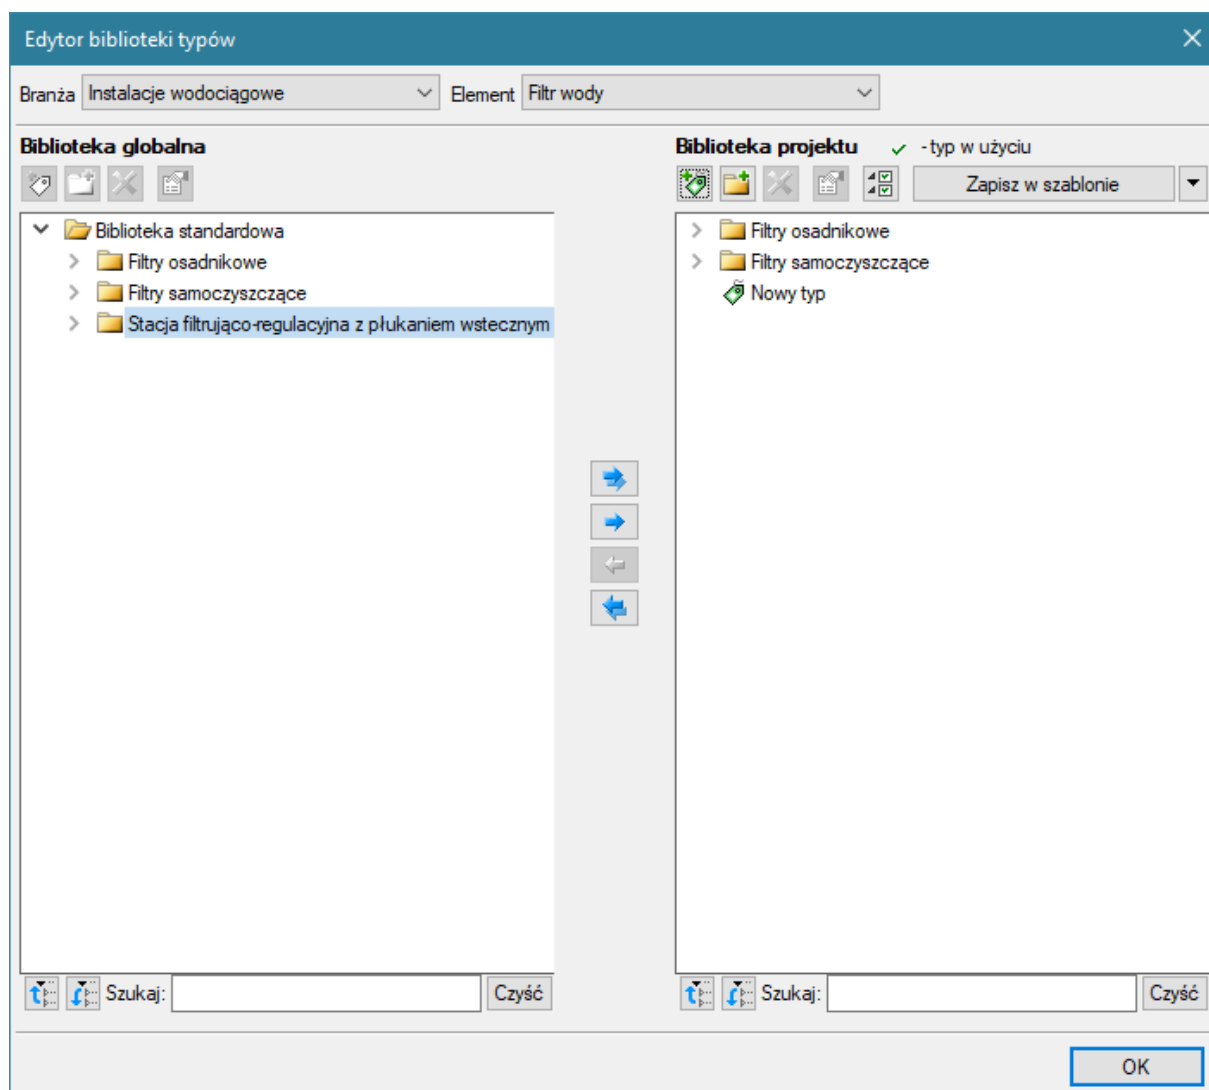 Edytor biblioteki typów
Branża Instalacje wodociągowe Element Filtr wody
Biblioteka globalna
Biblioteka projektu - typ w użyciu
Zapisz w szablonie
Biblioteka standardowa
Filtry osadnikowe
Filtry samoczyszczące
Stacja filtrująco-regulacyjna z płukaniem wstecznym
Filtry osadnikowe
Filtry samoczyszczące
Nowy typ
Szukaj: Czyść
Szukaj: Czyść
OK